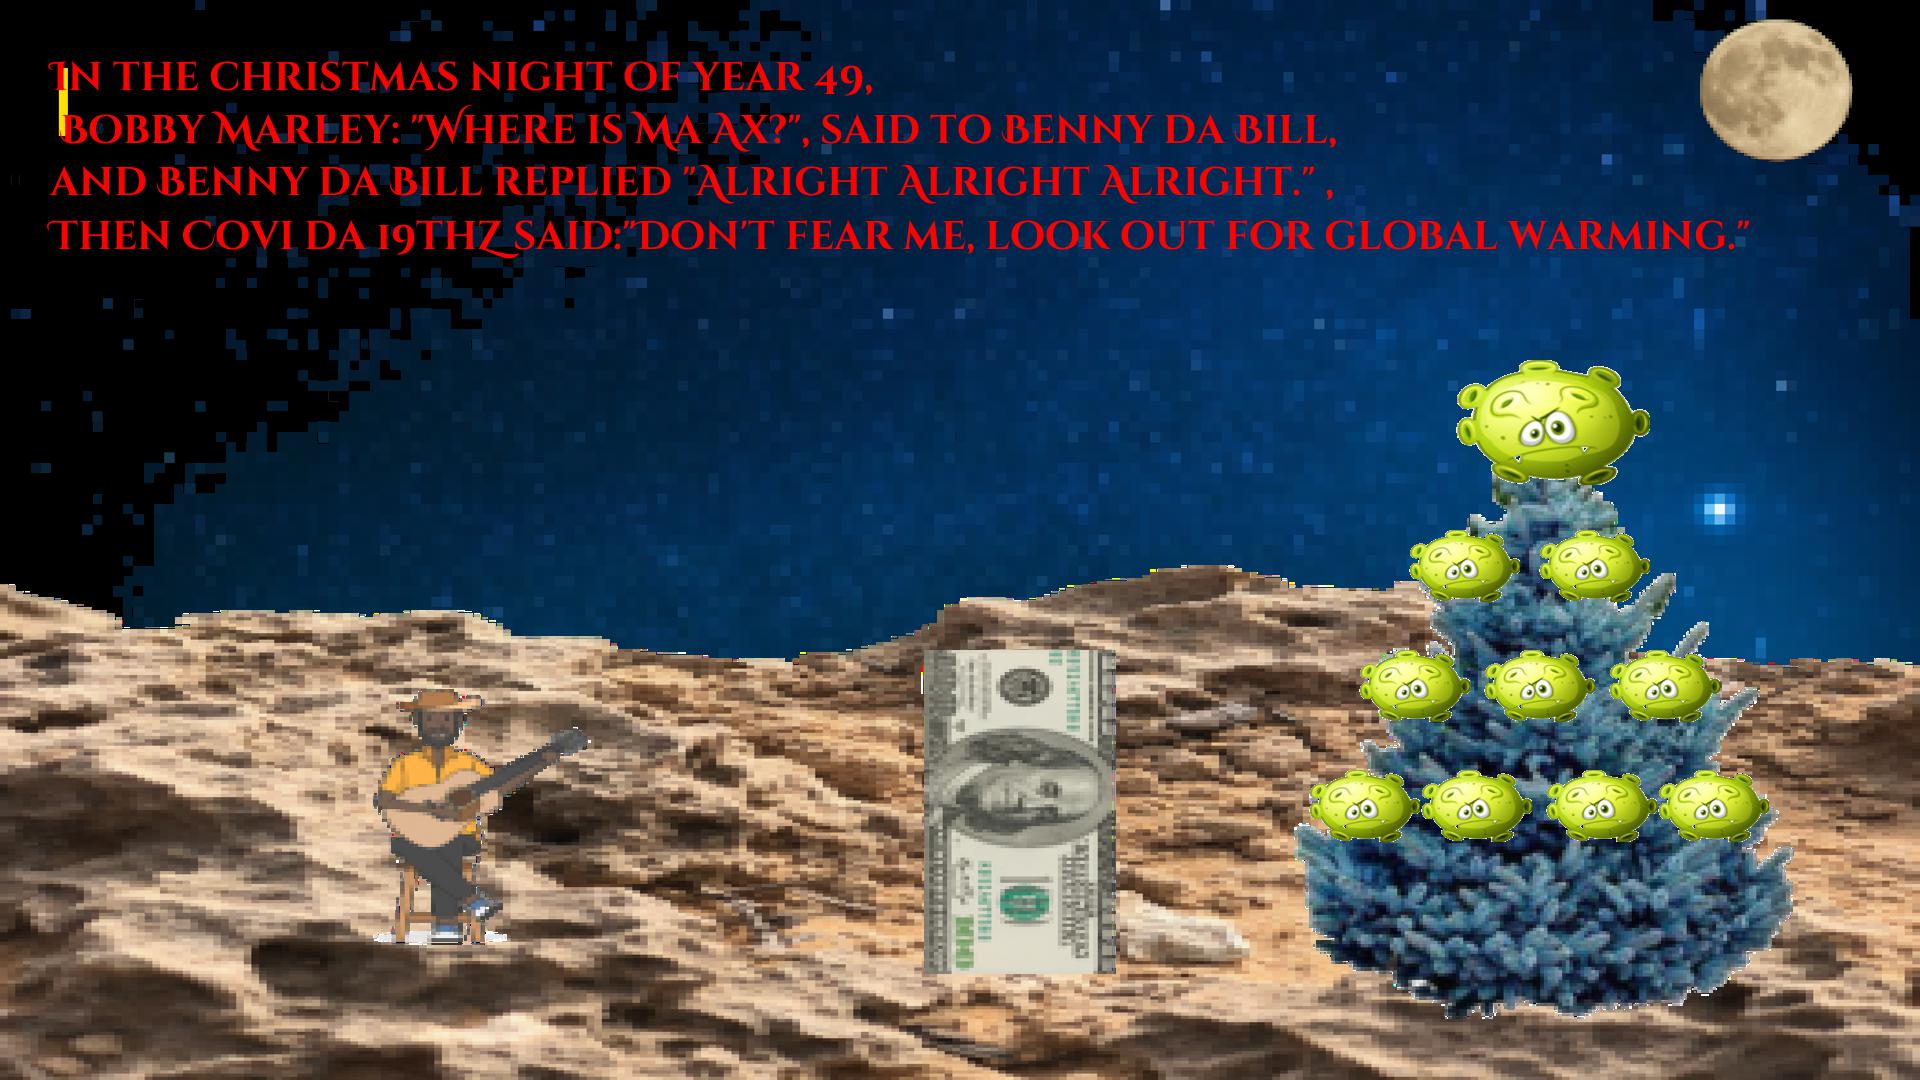 In the Christmas night of year 49,
Bobby Marley: "Where is Ma Ax?", said to Benny da Bill,
and Benny da Bill replied "Alright Alright Alright." ,
Then Covi da 19thZ said:"Don't fear me, look out for global warming."